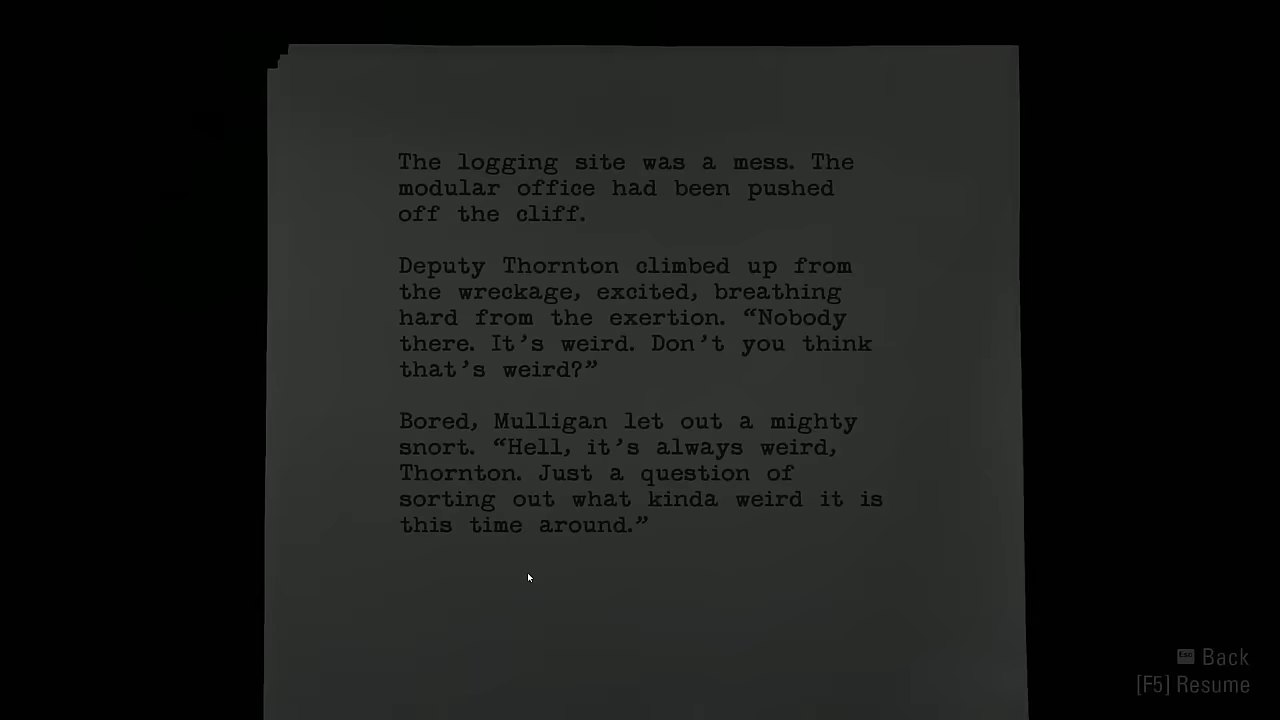 The logging site was a mess. The
modular office had been pushed
off the cliff.
Deputy Thornton climbed up from
the wreckage, excited, breathing
hard from the exertion. “Nobody
there. It’s weird. Don’t you think
that’s weird?”
Bored, Mulligan let out a mighty
snort. “Hell, it’s always weird,
Thornton. Just a question of
sorting out what kinda weird it is
this time around.”
Esc Back
[F5] Resume